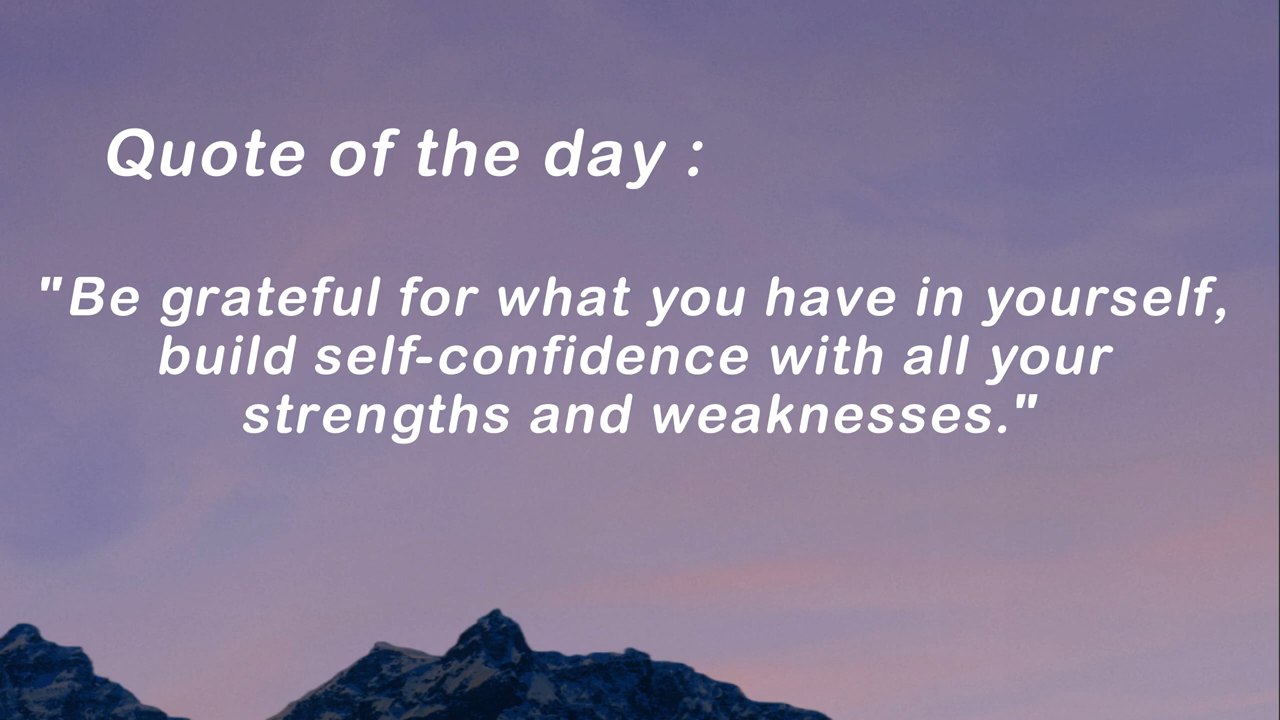 Quote of the day :
"Be grateful for what you have in yourself,
build self-confidence with all your
strengths and weaknesses."